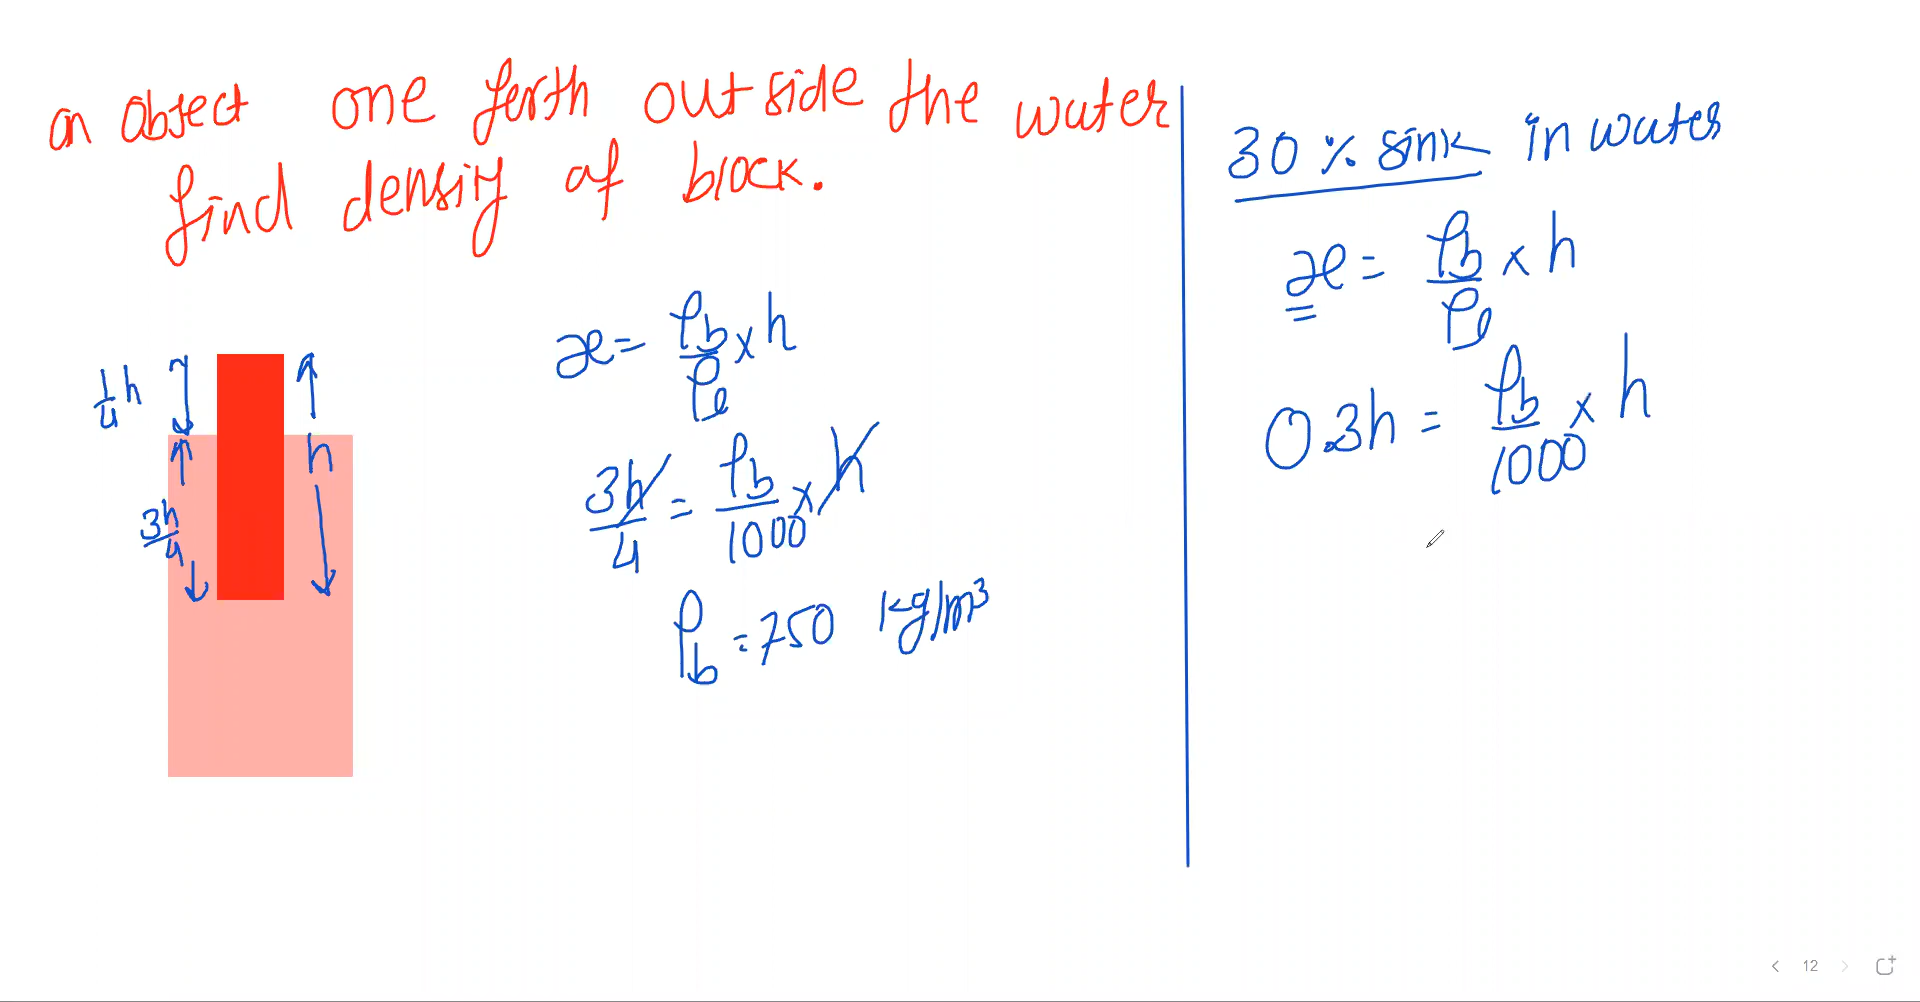 an object one forth outside the water
find density of block.
x = ρb/ρl × h
3h/4 = ρb/1000 × h
ρb = 750 kg/m³
1/4 h
h
3h/4
30 % sink in water
x = ρb/ρl × h
0.3h = ρb/1000 × h
< 12 >